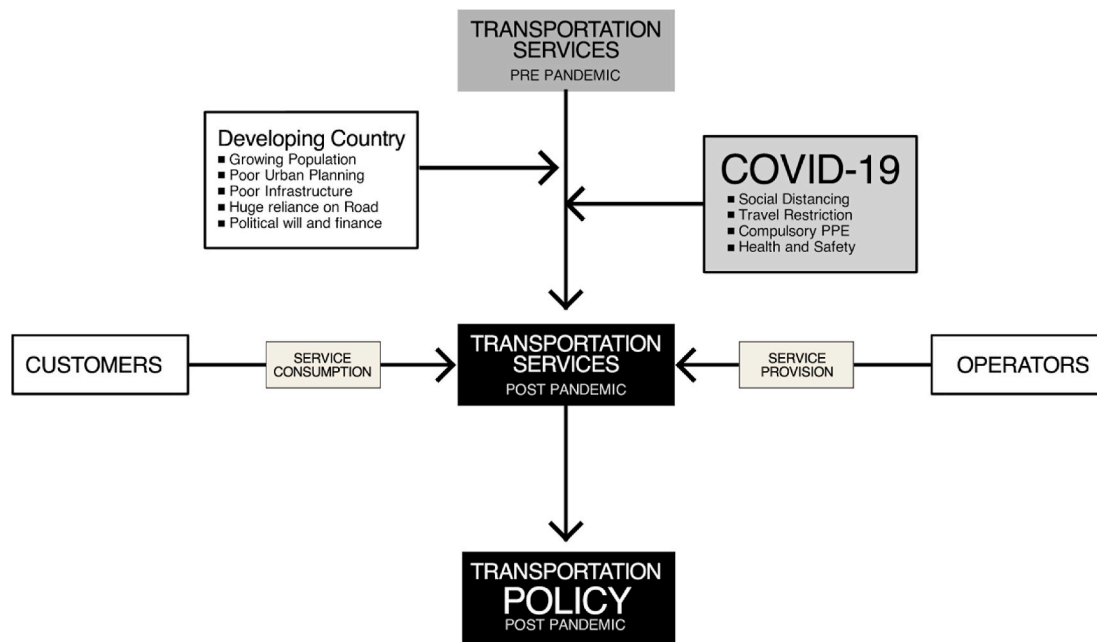 TRANSPORTATION
SERVICES
PRE PANDEMIC
Developing Country
■ Growing Population
■ Poor Urban Planning
■ Poor Infrastructure
■ Huge reliance on Road
■ Political will and finance
COVID-19
■ Social Distancing
■ Travel Restriction
■ Compulsory PPE
■ Health and Safety
CUSTOMERS
SERVICE
CONSUMPTION
TRANSPORTATION
SERVICES
POST PANDEMIC
SERVICE
PROVISION
OPERATORS
TRANSPORTATION
POLICY
POST PANDEMIC